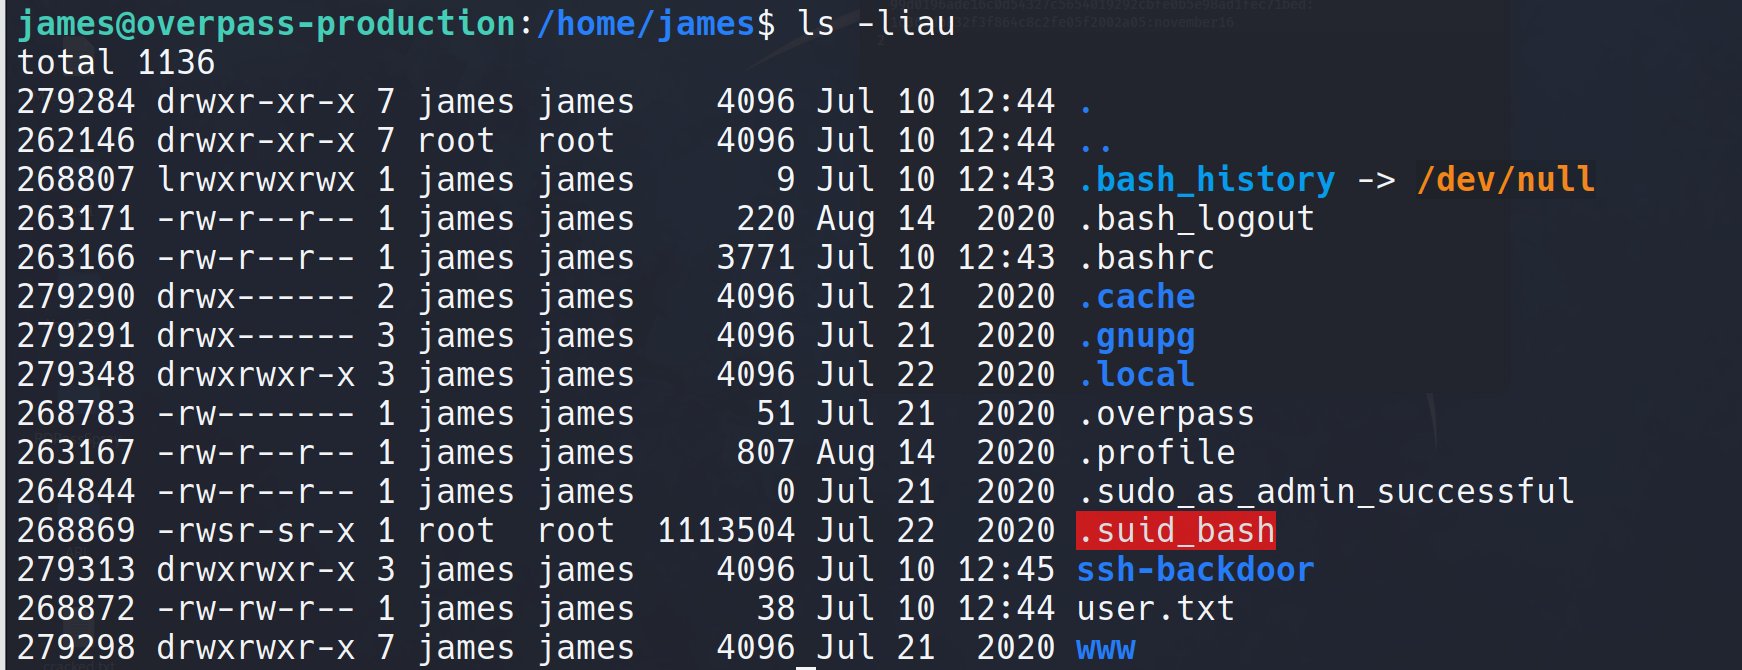 james@overpass-production:/home/james$ ls -liau
total 1136
279284 drwxr-xr-x 7 james james    4096 Jul 10 12:44 .
262146 drwxr-xr-x 7 root  root     4096 Jul 10 12:44 ..
268807 lrwxrwxrwx 1 james james       9 Jul 10 12:43 .bash_history -> /dev/null
263171 -rw-r--r-- 1 james james     220 Aug 14  2020 .bash_logout
263166 -rw-r--r-- 1 james james    3771 Jul 10 12:43 .bashrc
279290 drwx------ 2 james james    4096 Jul 21  2020 .cache
279291 drwx------ 3 james james    4096 Jul 21  2020 .gnupg
279348 drwxrwxr-x 3 james james    4096 Jul 22  2020 .local
268783 -rw------- 1 james james      51 Jul 21  2020 .overpass
263167 -rw-r--r-- 1 james james     807 Aug 14  2020 .profile
264844 -rw-r--r-- 1 james james       0 Jul 21  2020 .sudo_as_admin_successful
268869 -rwsr-sr-x 1 root  root  1113504 Jul 22  2020 .suid_bash
279313 drwxrwxr-x 3 james james    4096 Jul 10 12:45 ssh-backdoor
268872 -rw-rw-r-- 1 james james      38 Jul 10 12:44 user.txt
279298 drwxrwxr-x 7 james james    4096 Jul 21  2020 www